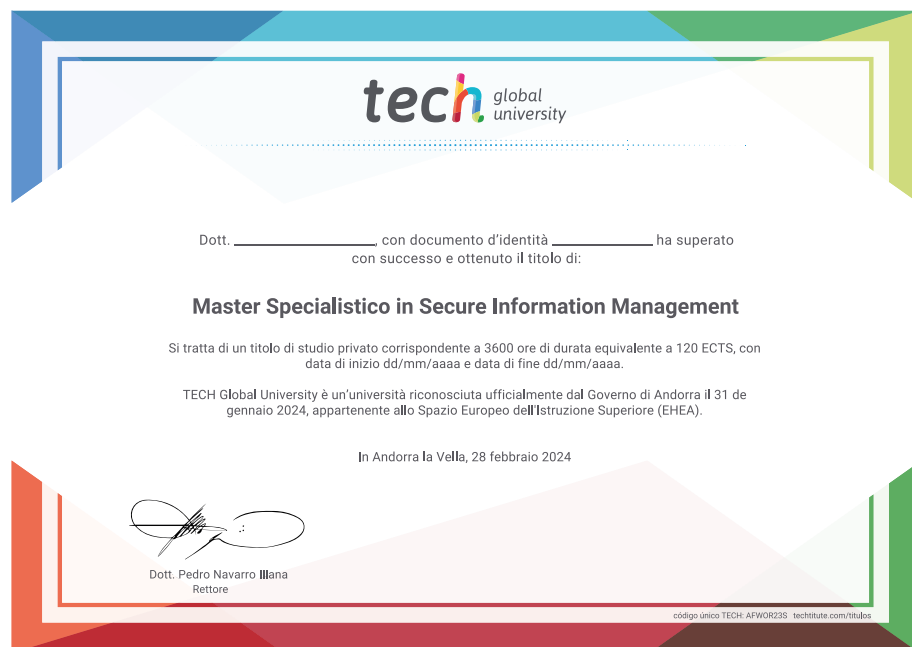 tech global university
Dott. ____________, con documento d'identità ____________ ha superato
con successo e ottenuto il titolo di:
Master Specialistico in Secure Information Management
Si tratta di un titolo di studio privato corrispondente a 3600 ore di durata equivalente a 120 ECTS, con
data di inizio dd/mm/aaaa e data di fine dd/mm/aaaa.
TECH Global University è un'università riconosciuta ufficialmente dal Governo di Andorra il 31 de
gennaio 2024, appartenente allo Spazio Europeo dell'Istruzione Superiore (EHEA).
In Andorra la Vella, 28 febbraio 2024
Dott. Pedro Navarro Illana
Rettore
código único TECH: AFWOR23S techtitute.com/titulos